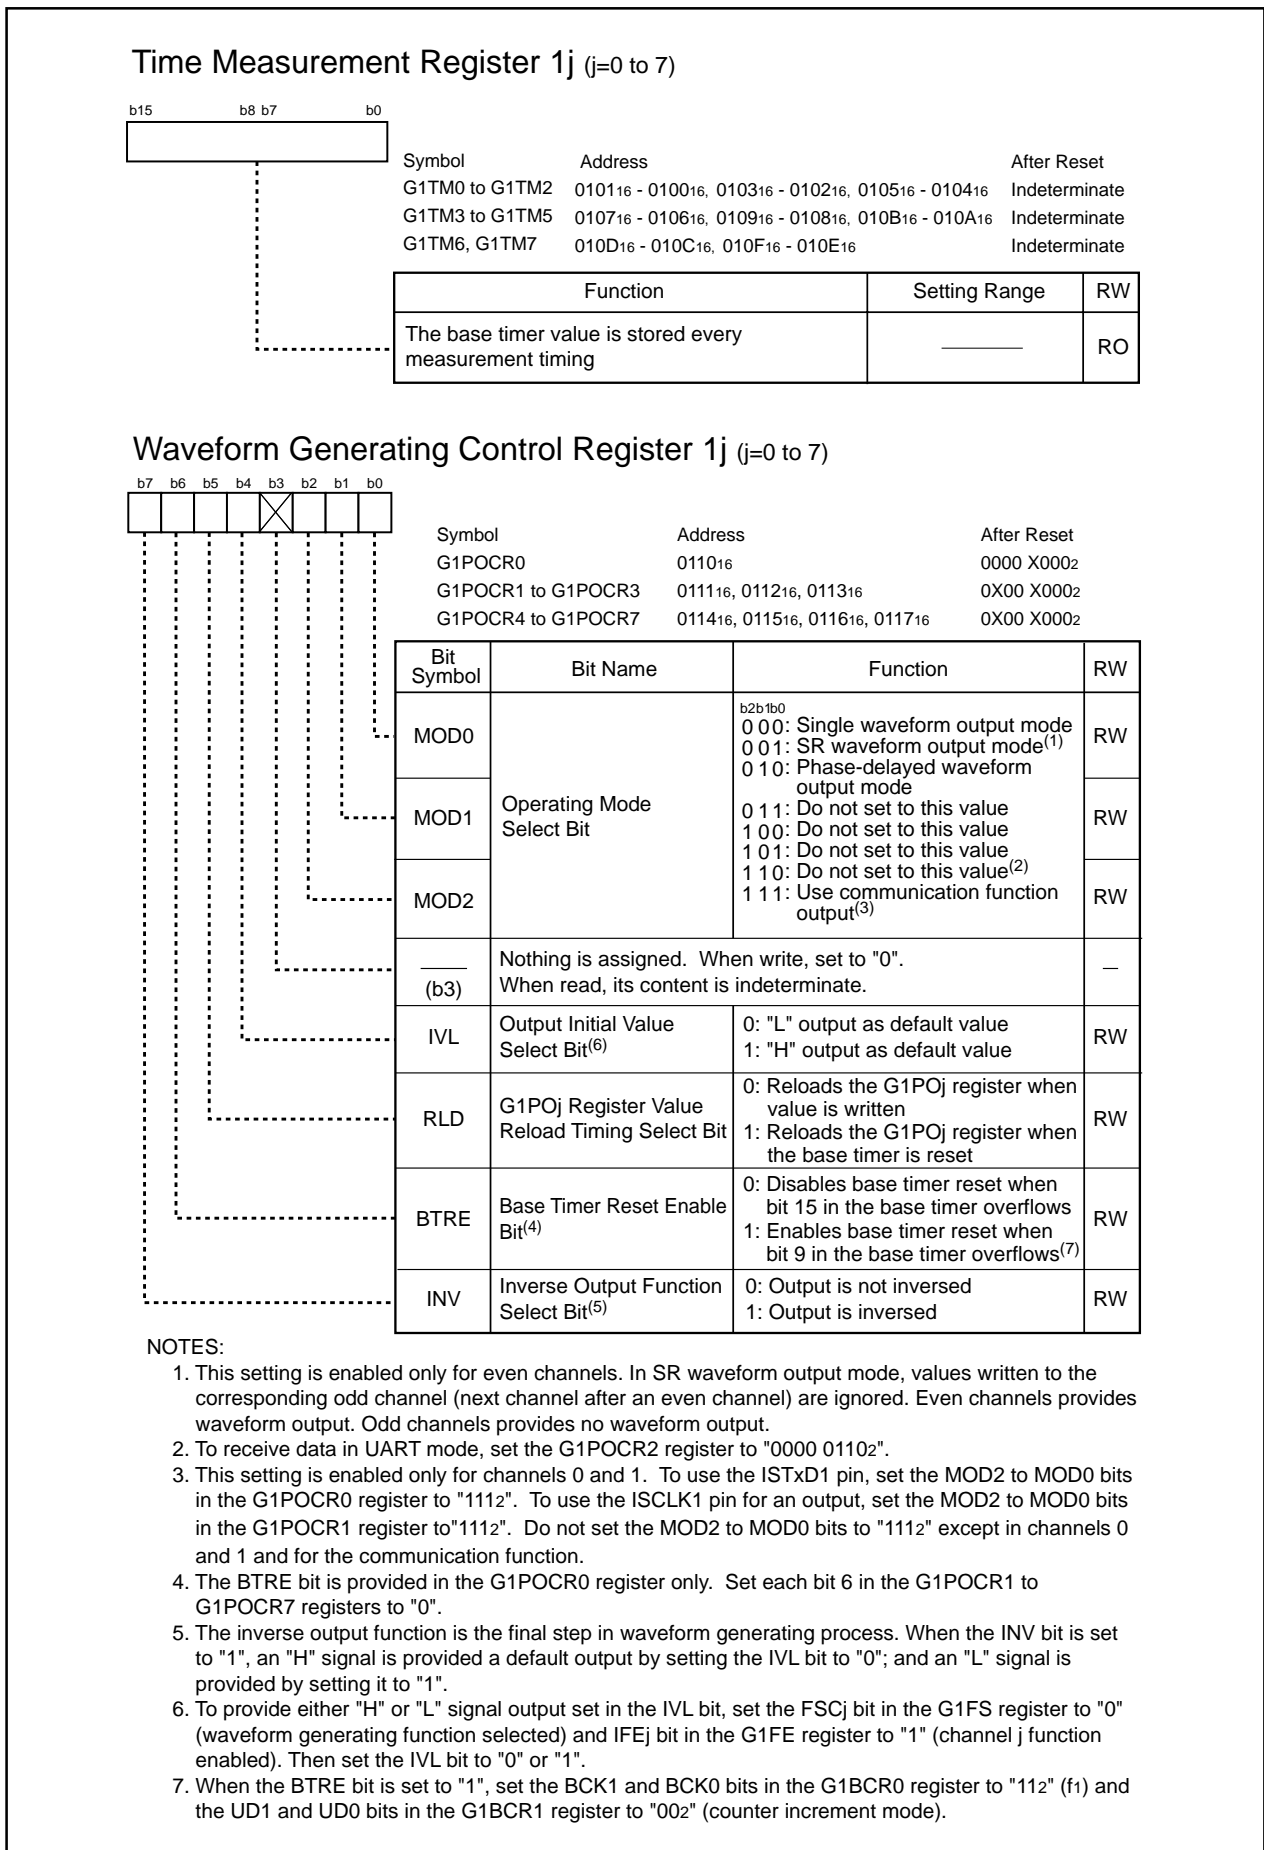 Time Measurement Register 1j (j=0 to 7)
b15 b8 b7 b0
Symbol Address After Reset
G1TM0 to G1TM2 010116 - 010016, 010316 - 010216, 010516 - 010416 Indeterminate
G1TM3 to G1TM5 010716 - 010616, 010916 - 010816, 010B16 - 010A16 Indeterminate
G1TM6, G1TM7 010D16 - 010C16, 010F16 - 010E16 Indeterminate
Function Setting Range RW
The base timer value is stored every
measurement timing
RO
Waveform Generating Control Register 1j (j=0 to 7)
b7 b6 b5 b4 b3 b2 b1 b0
Symbol Address After Reset
G1POCR0 011016 0000 X0002
G1POCR1 to G1POCR3 011116, 011216, 011316 0X00 X0002
G1POCR4 to G1POCR7 011416, 011516, 011616, 011716 0X00 X0002
Bit
Symbol
Bit Name Function RW
MOD0
MOD1
MOD2
Operating Mode
Select Bit
b2b1b0
0 0 0: Single waveform output mode
0 0 1: SR waveform output mode(1)
0 1 0: Phase-delayed waveform
output mode
0 1 1: Do not set to this value
1 0 0: Do not set to this value
1 0 1: Do not set to this value
1 1 0: Do not set to this value(2)
1 1 1: Use communication function
output(3)
RW
RW
RW
(b3)
Nothing is assigned. When write, set to "0".
When read, its content is indeterminate.
—
IVL
Output Initial Value
Select Bit(6)
0: "L" output as default value
1: "H" output as default value
RW
RLD
G1POj Register Value
Reload Timing Select Bit
0: Reloads the G1POj register when
value is written
1: Reloads the G1POj register when
the base timer is reset
RW
BTRE
Base Timer Reset Enable
Bit(4)
0: Disables base timer reset when
bit 15 in the base timer overflows
1: Enables base timer reset when
bit 9 in the base timer overflows(7)
RW
INV
Inverse Output Function
Select Bit(5)
0: Output is not inversed
1: Output is inversed
RW
NOTES:
1. This setting is enabled only for even channels. In SR waveform output mode, values written to the
corresponding odd channel (next channel after an even channel) are ignored. Even channels provides
waveform output. Odd channels provides no waveform output.
2. To receive data in UART mode, set the G1POCR2 register to "0000 01102".
3. This setting is enabled only for channels 0 and 1. To use the ISTxD1 pin, set the MOD2 to MOD0 bits
in the G1POCR0 register to "1112". To use the ISCLK1 pin for an output, set the MOD2 to MOD0 bits
in the G1POCR1 register to"1112". Do not set the MOD2 to MOD0 bits to "1112" except in channels 0
and 1 and for the communication function.
4. The BTRE bit is provided in the G1POCR0 register only. Set each bit 6 in the G1POCR1 to
G1POCR7 registers to "0".
5. The inverse output function is the final step in waveform generating process. When the INV bit is set
to "1", an "H" signal is provided a default output by setting the IVL bit to "0"; and an "L" signal is
provided by setting it to "1".
6. To provide either "H" or "L" signal output set in the IVL bit, set the FSCj bit in the G1FS register to "0"
(waveform generating function selected) and IFEj bit in the G1FE register to "1" (channel j function
enabled). Then set the IVL bit to "0" or "1".
7. When the BTRE bit is set to "1", set the BCK1 and BCK0 bits in the G1BCR0 register to "112" (f1) and
the UD1 and UD0 bits in the G1BCR1 register to "002" (counter increment mode).